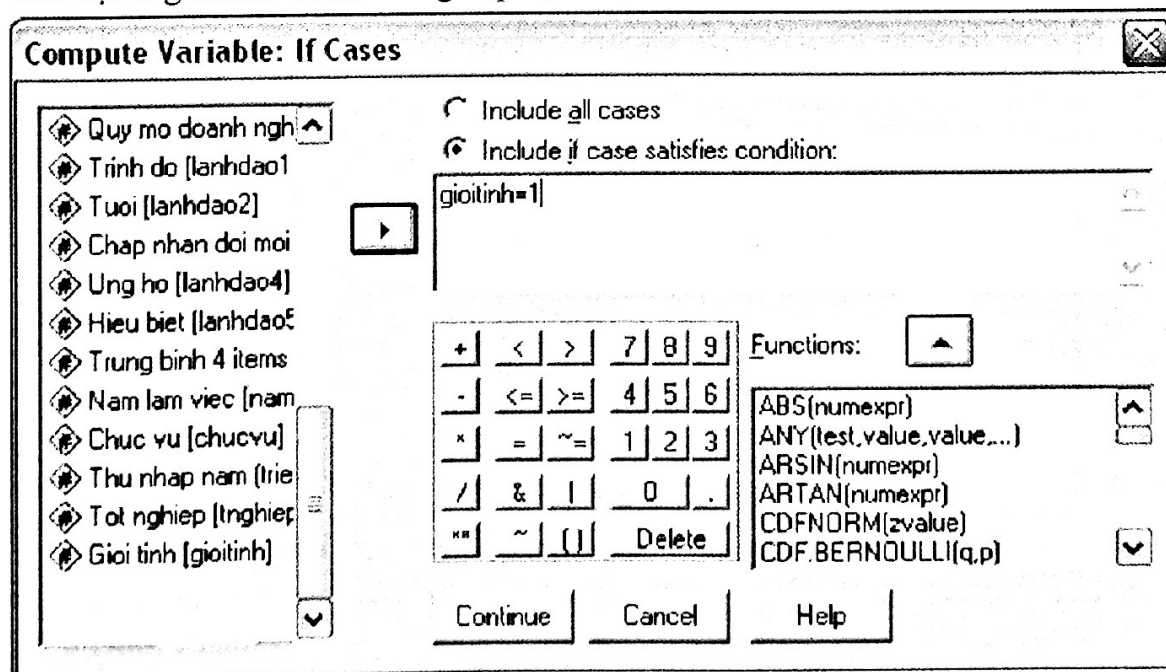 Compute Variable: If Cases
Quy mo doanh ngh
Trinh do [lanhdao1
Tuoi [lanhdao2]
Chap nhan doi moi
Ung ho [lanhdao4]
Hieu biet [lanhdao5
Trung binh 4 items
Nam lam viec [nam
Chuc vu [chucvu]
Thu nhap nam (trie
Tot nghiep [tnghiep
Gioi tinh [gioitinh]
Include all cases
Include if case satisfies condition:
gioitinh=1
+ < > 7 8 9
- <= >= 4 5 6
* = ~= 1 2 3
/ & | 0 .
** ~ () Delete
Functions:
ABS(numexpr)
ANY(test,value,value,...)
ARSIN(numexpr)
ARTAN(numexpr)
CDFNORM(zvalue)
CDF.BERNOULLI(q,p)
Continue Cancel Help